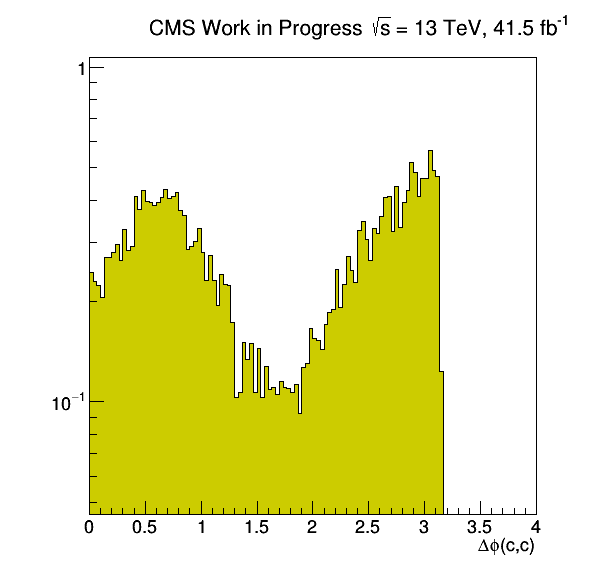 CMS Work in Progress √s = 13 TeV, 41.5 fb⁻¹
1
10⁻¹
0 0.5 1 1.5 2 2.5 3 3.5 4
Δϕ(c,c)